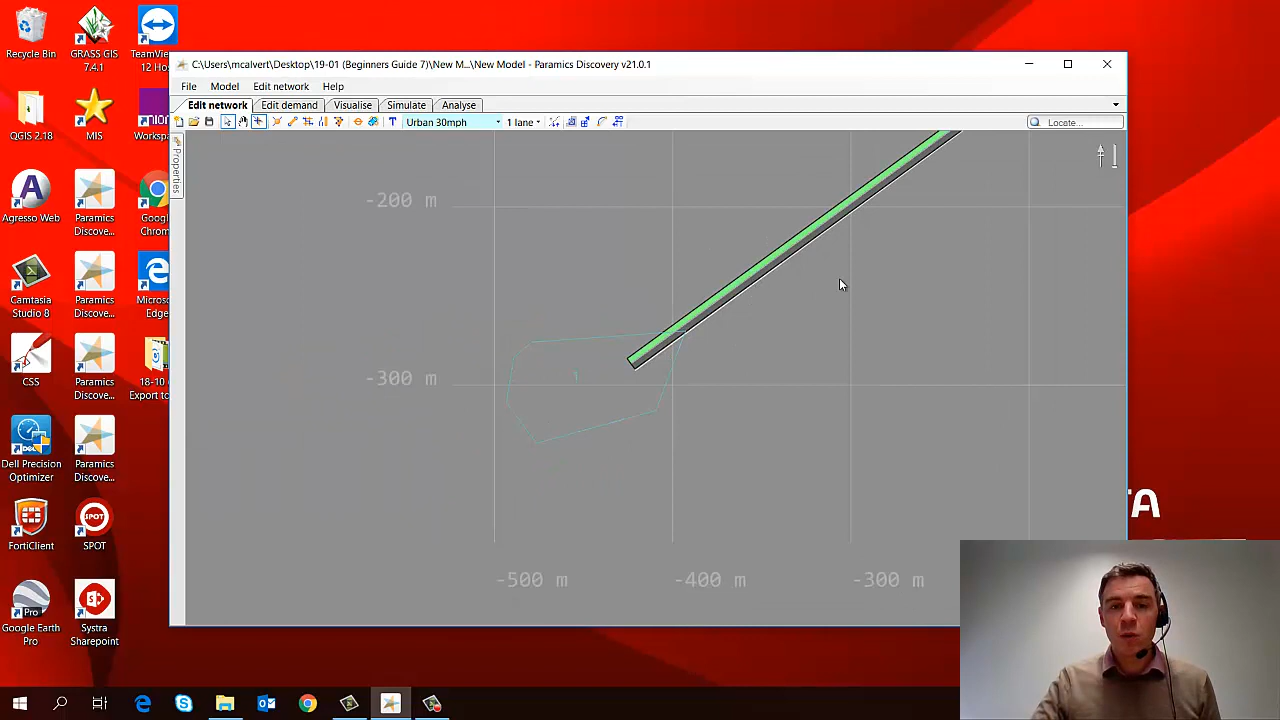 Recycle Bin
GRASS GIS
7.4.1
TeamVie
12 Ho
QGIS 2.18
MIS
Worksp
Agresso Web
Paramics
Discove...
Google
Chrom
Camtasia
Studio 8
Paramics
Discove...
Microso
Edge
CSS
Paramics
Discove...
18-10
Export to
Dell Precision
Optimizer
Paramics
Discove...
FortiClient
SPOT
Google Earth
Pro
Systra
Sharepoint
C:\Users\mcalvert\Desktop\19-01 (Beginners Guide 7)\New M...\New Model - Paramics Discovery v21.0.1
File Model Edit network Help
Edit network Edit demand Visualise Simulate Analyse
Urban 30mph 1 lane Locate...
Properties
-200 m
-300 m
1
-500 m -400 m -300 m
TA